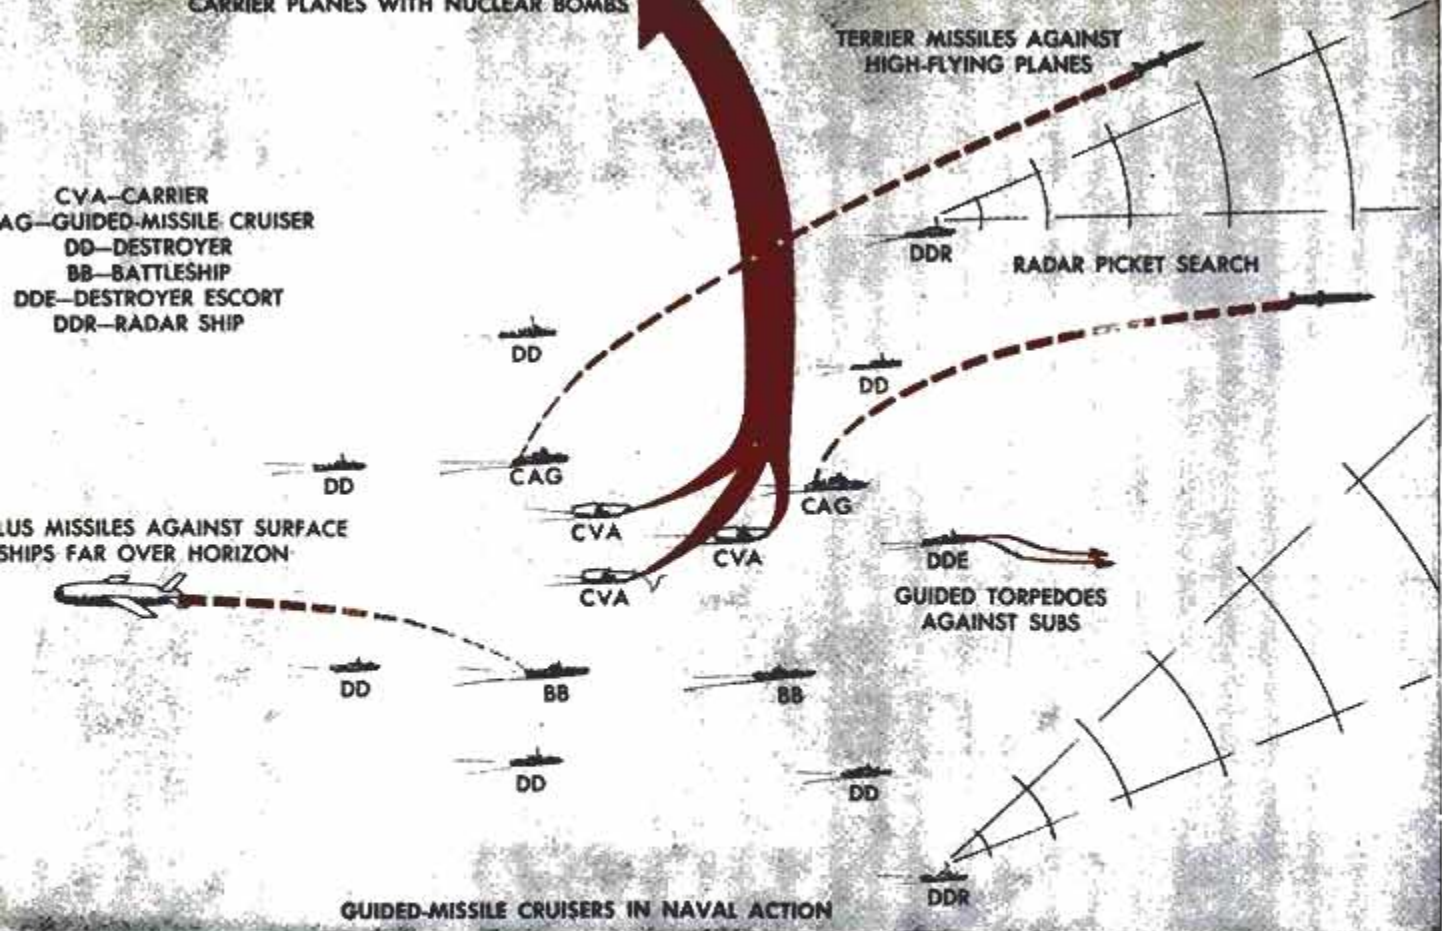 CARRIER PLANES WITH NUCLEAR BOMBS
TERRIER MISSILES AGAINST
HIGH-FLYING PLANES
CVA—CARRIER
AG—GUIDED-MISSILE CRUISER
DD—DESTROYER
BB—BATTLESHIP
DDE—DESTROYER ESCORT
DDR—RADAR SHIP
DDR
RADAR PICKET SEARCH
DD
DD
DD
CAG
CAG
CVA
CVA
CVA
LUS MISSILES AGAINST SURFACE
SHIPS FAR OVER HORIZON
DDE
GUIDED TORPEDOES
AGAINST SUBS
DD
BB
BB
DD
DD
DDR
GUIDED-MISSILE CRUISERS IN NAVAL ACTION